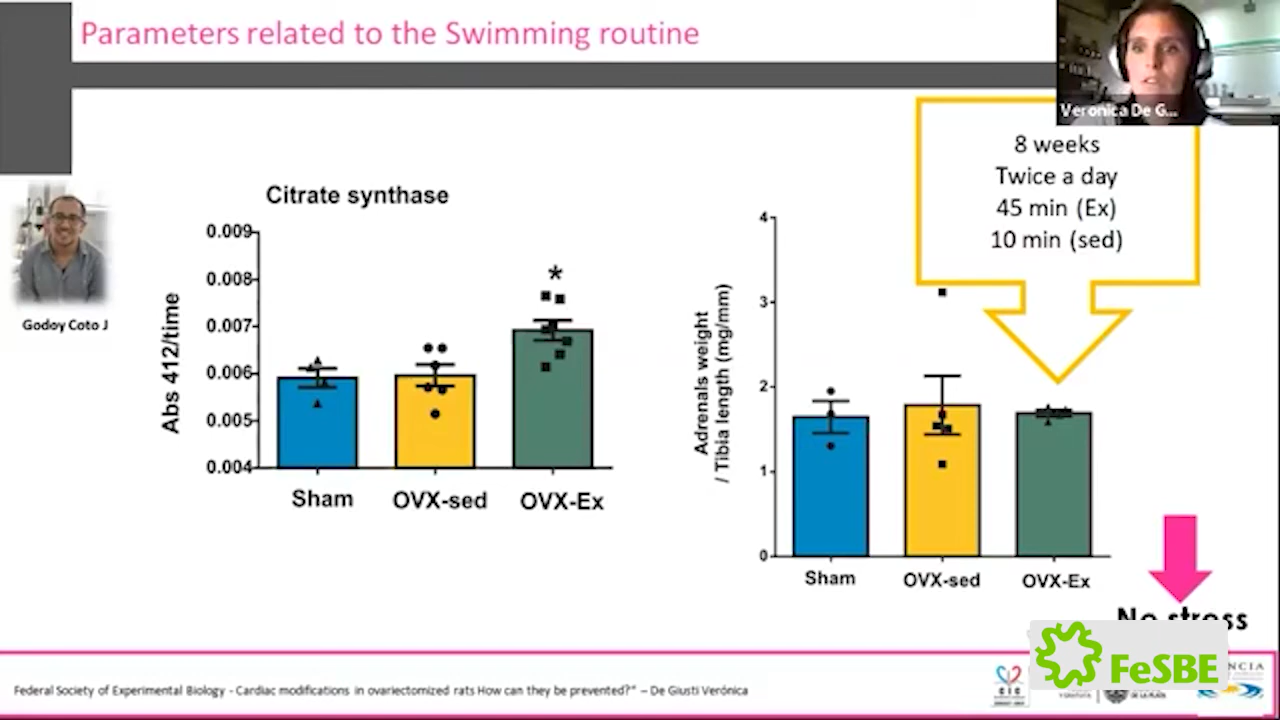 Parameters related to the Swimming routine
Veronica De G...
8 weeks
Twice a day
45 min (Ex)
10 min (sed)
Godoy Coto J
Citrate synthase
Abs 412/time
0.009
0.008
0.007
0.006
0.005
0.004
*
Sham
OVX-sed
OVX-Ex
Adrenals weight
/ Tibia length (mg/mm)
4
3
2
1
0
Sham
OVX-sed
OVX-Ex
No stress
FeSBE
CIC
DE LA PLATA
Federal Society of Experimental Biology - Cardiac modifications in ovariectomized rats How can they be prevented?" – De Giusti Verónica